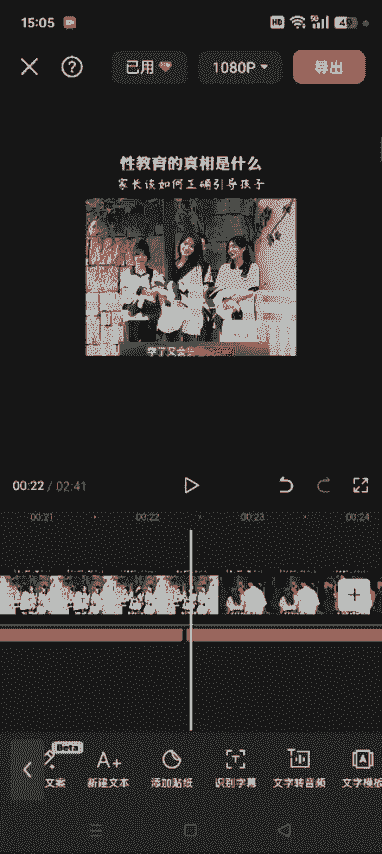 15:05
HD
5G
已用
1080P
导出
性教育的真相是什么
家长该如何正确引导孩子
学了又会
00:22 / 02:41
00:21
00:22
00:23
00:24
Beta
文案
A+
新建文本
添加贴纸
识别字幕
文字转音频
文字模板